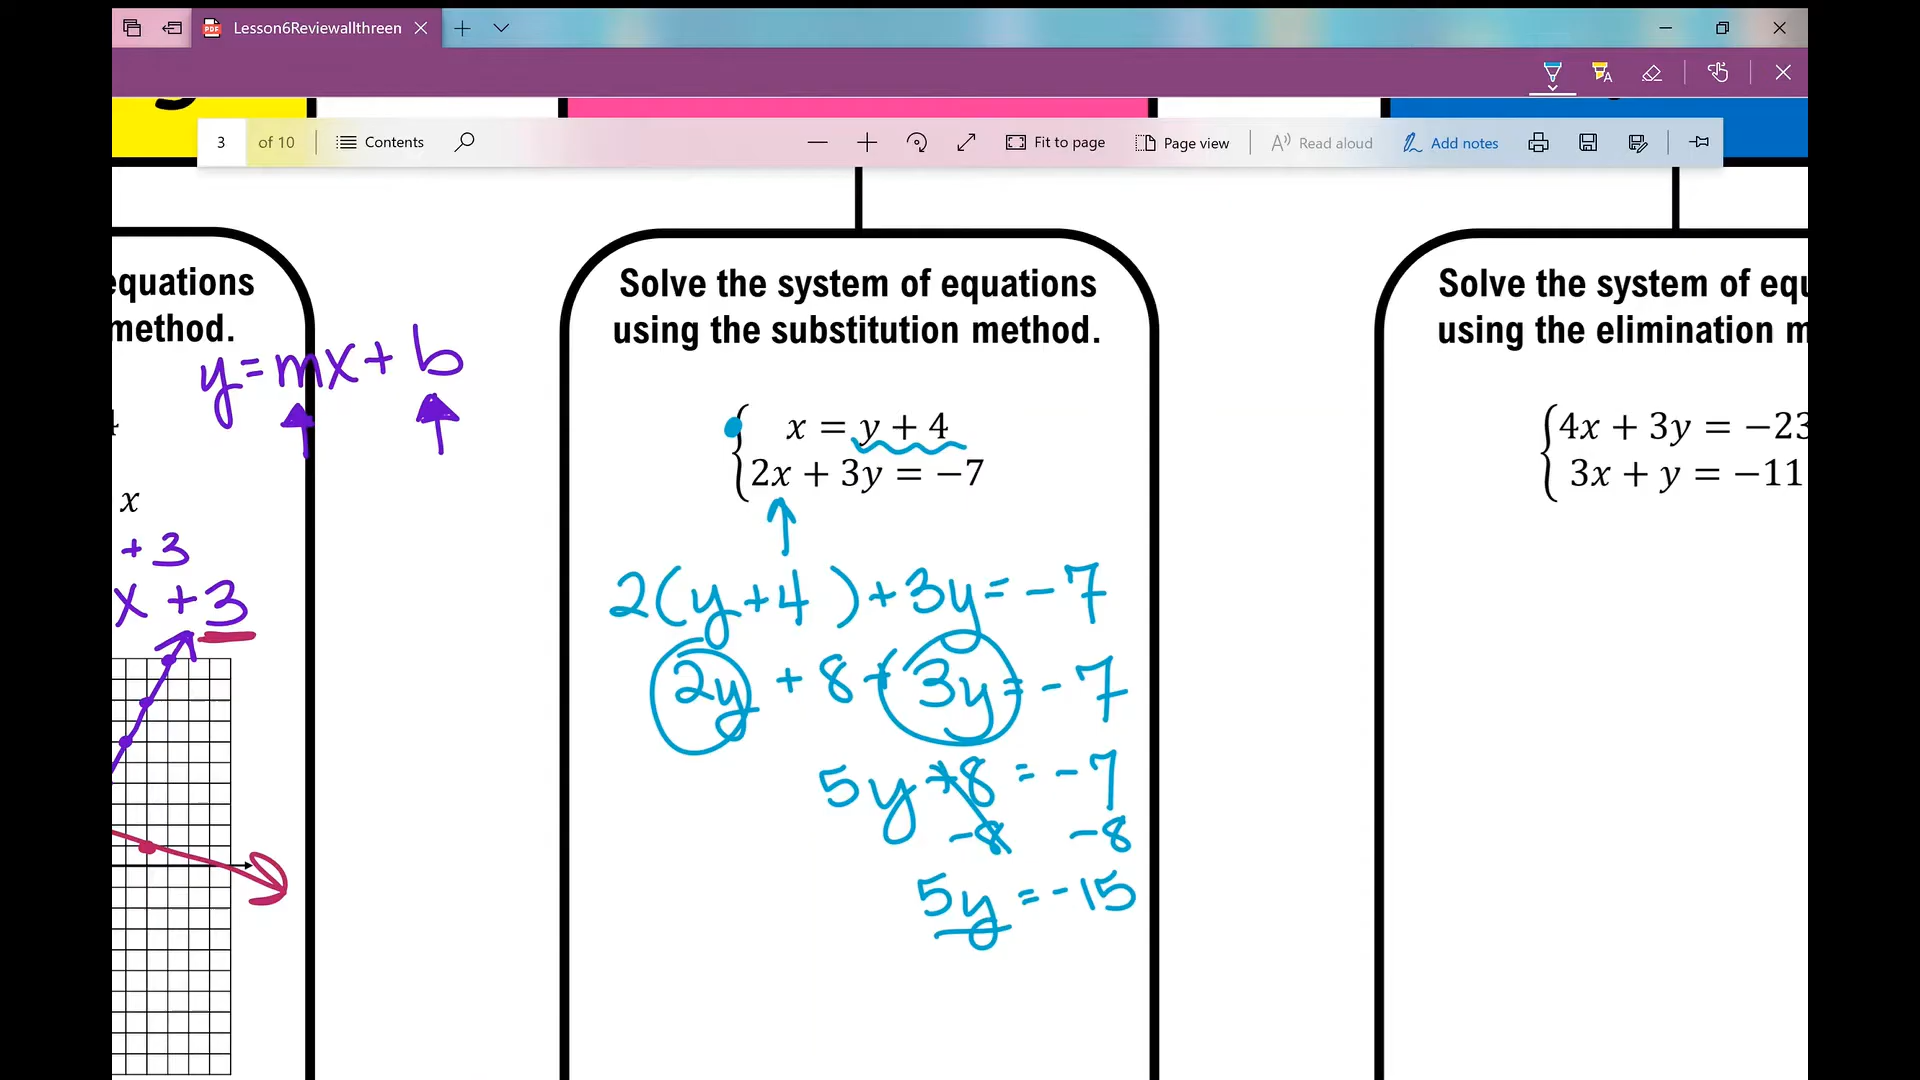 Lesson6Reviewallthreen
3 of 10 Contents Fit to page Page view Read aloud Add notes
equations
method.
y=mx+b
x
+3
x+3
Solve the system of equations
using the substitution method.
x = y + 4
2x + 3y = −7
2(y+4)+3y=-7
2y+8+3y=-7
5y+8=-7
-8 -8
5y=-15
Solve the system of equ
using the elimination m
4x + 3y = −23
3x + y = −11